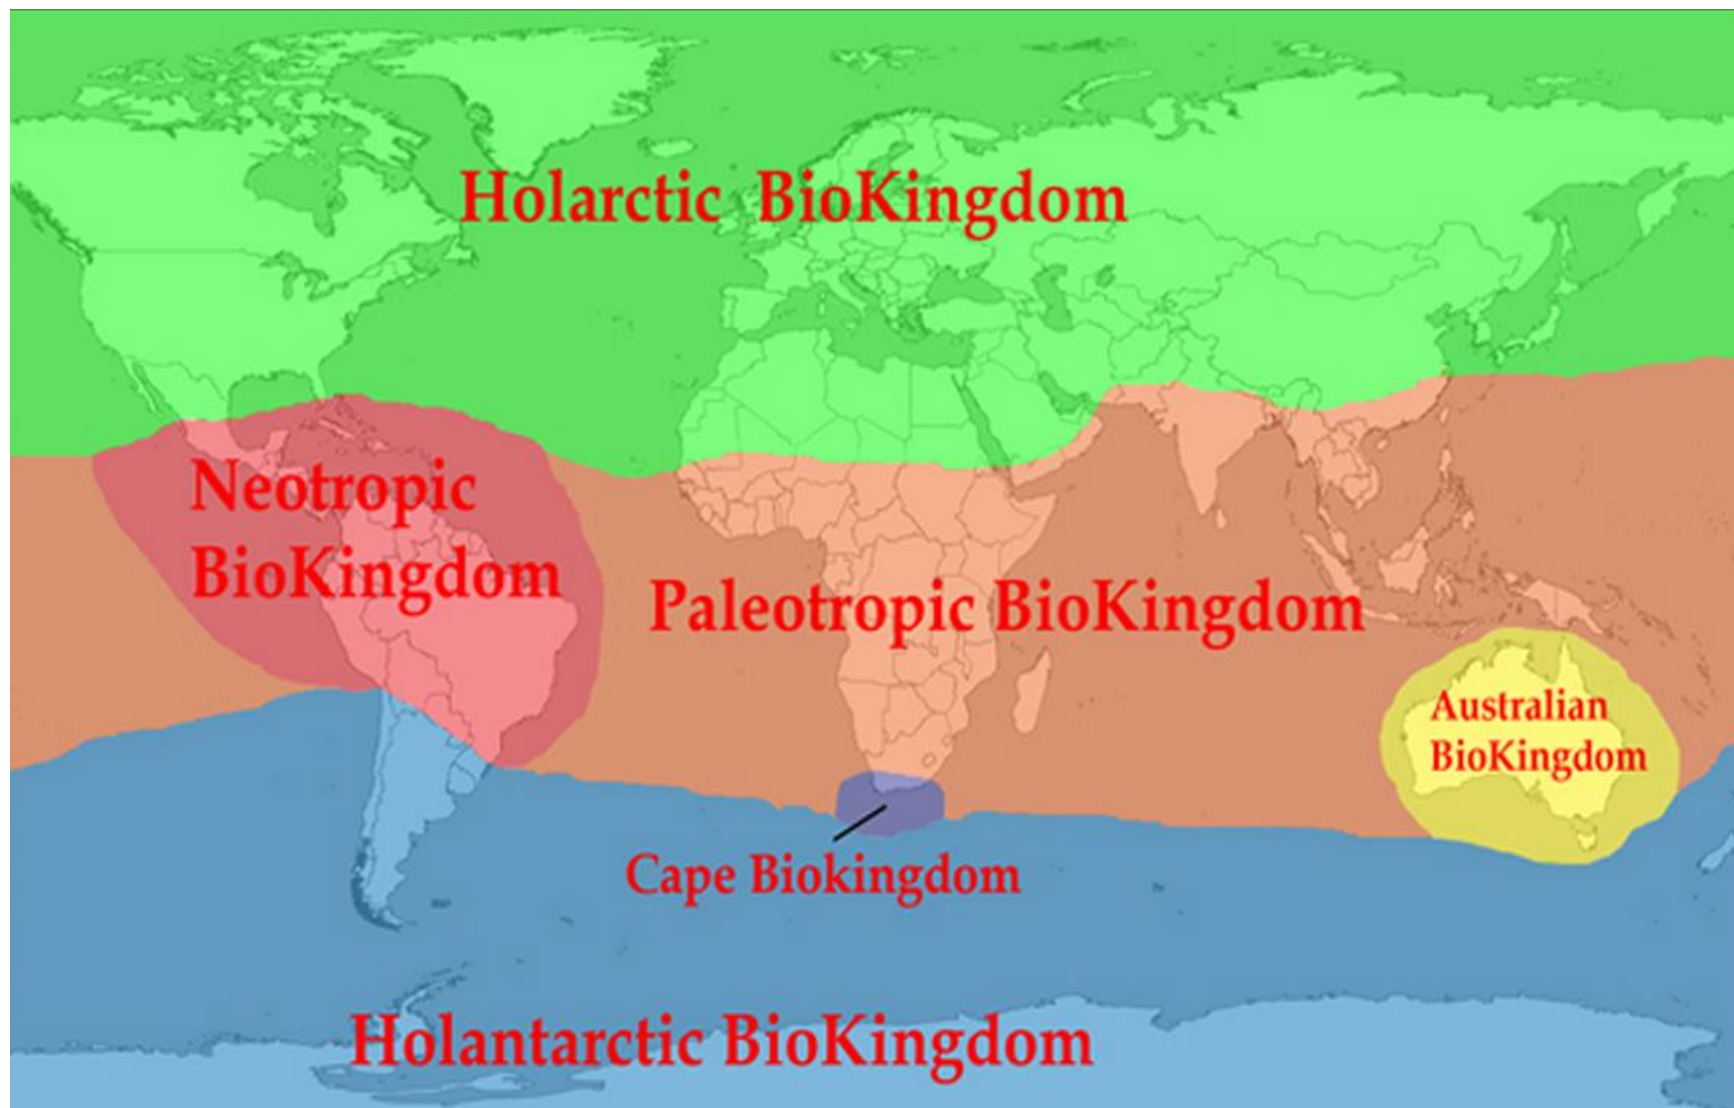 Holarctic BioKingdom
Neotropic
BioKingdom
Paleotropic BioKingdom
Australian
BioKingdom
Cape Biokingdom
Holantarctic BioKingdom